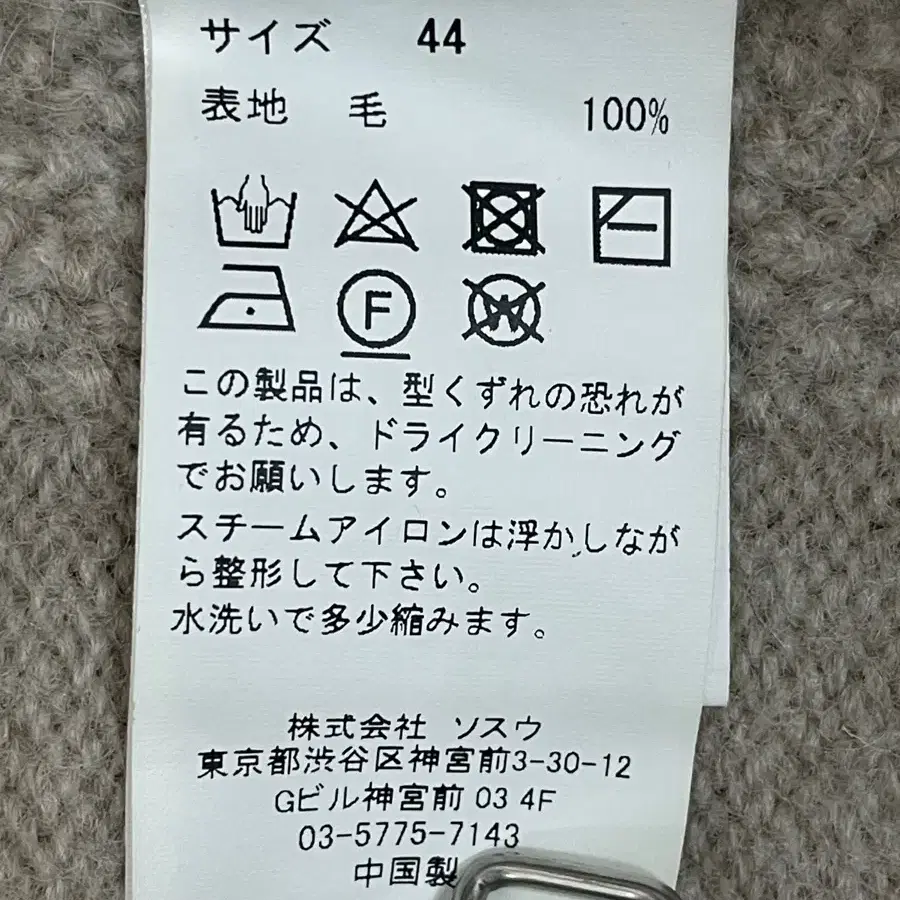 サイズ 44
表地 毛 100%
F
W
この製品は、型くずれの恐れが
有るため、ドライクリーニング
でお願いします。
スチームアイロンは浮かしなが
ら整形して下さい。
水洗いで多少縮みます。
株式会社 ソスウ
東京都渋谷区神宮前3-30-12
Gビル神宮前 03 4F
03-5775-7143
中国製